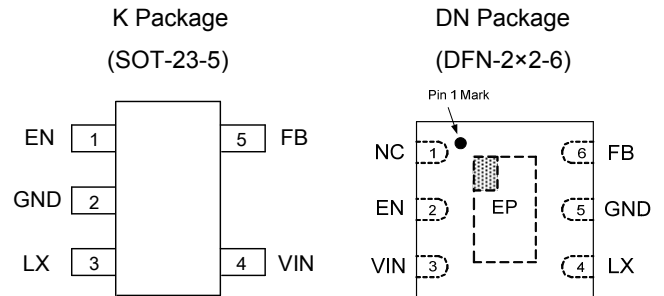 K Package
(SOT-23-5)
EN 1
5 FB
GND 2
LX 3
4 VIN
DN Package
(DFN-2×2-6)
Pin 1 Mark
NC 1
6 FB
EN 2
EP
5 GND
VIN 3
4 LX